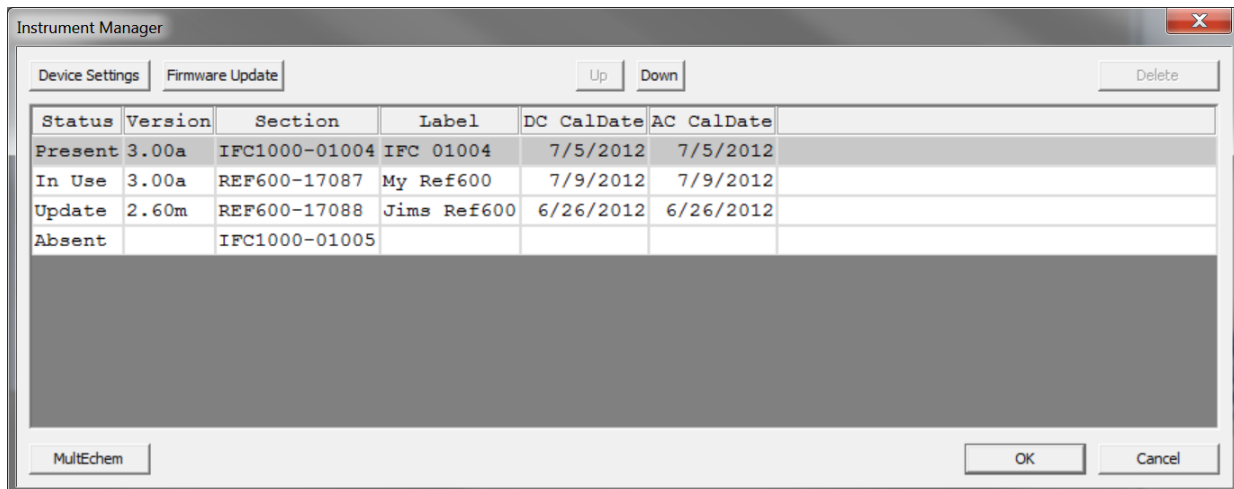 Instrument Manager
Device Settings Firmware Update Up Down Delete
Status Version Section Label DC CalDate AC CalDate
Present 3.00a IFC1000-01004 IFC 01004 7/5/2012 7/5/2012
In Use 3.00a REF600-17087 My Ref600 7/9/2012 7/9/2012
Update 2.60m REF600-17088 Jims Ref600 6/26/2012 6/26/2012
Absent IFC1000-01005
MultEchem OK Cancel